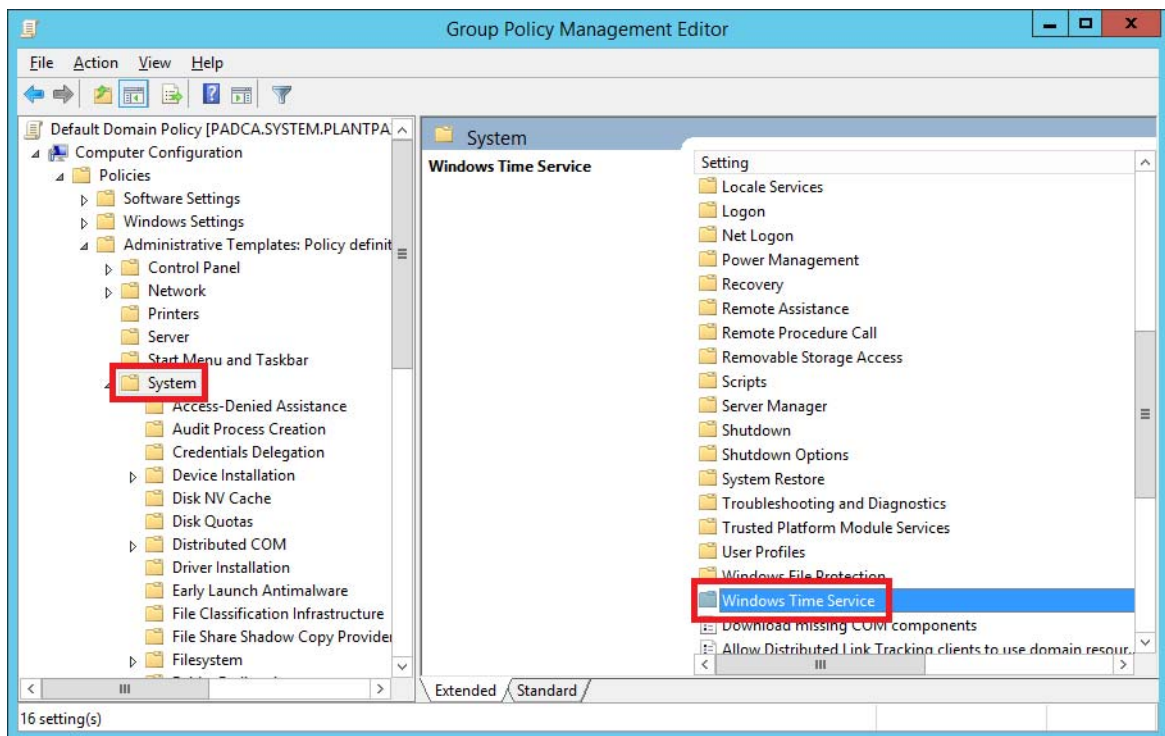 Group Policy Management Editor
File Action View Help
Default Domain Policy [PADCA.SYSTEM.PLANTPA
Computer Configuration
Policies
Software Settings
Windows Settings
Administrative Templates: Policy definit
Control Panel
Network
Printers
Server
Start Menu and Taskbar
System
Access-Denied Assistance
Audit Process Creation
Credentials Delegation
Device Installation
Disk NV Cache
Disk Quotas
Distributed COM
Driver Installation
Early Launch Antimalware
File Classification Infrastructure
File Share Shadow Copy Provider
Filesystem
System
Windows Time Service
Setting
Locale Services
Logon
Net Logon
Power Management
Recovery
Remote Assistance
Remote Procedure Call
Removable Storage Access
Scripts
Server Manager
Shutdown
Shutdown Options
System Restore
Troubleshooting and Diagnostics
Trusted Platform Module Services
User Profiles
Windows File Protection
Windows Time Service
Download missing COM components
Allow Distributed Link Tracking clients to use domain resour..
Extended Standard
16 setting(s)